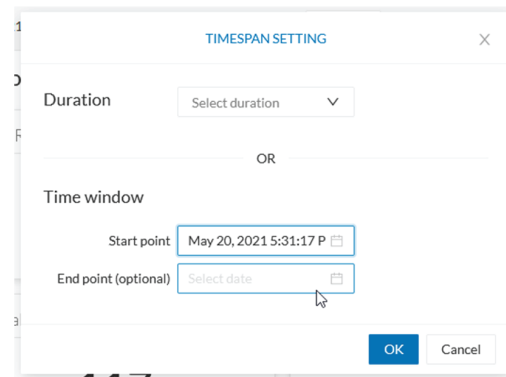 TIMESPAN SETTING
Duration
Select duration
OR
Time window
Start point
May 20, 2021 5:31:17 P
End point (optional)
Select date
OK
Cancel